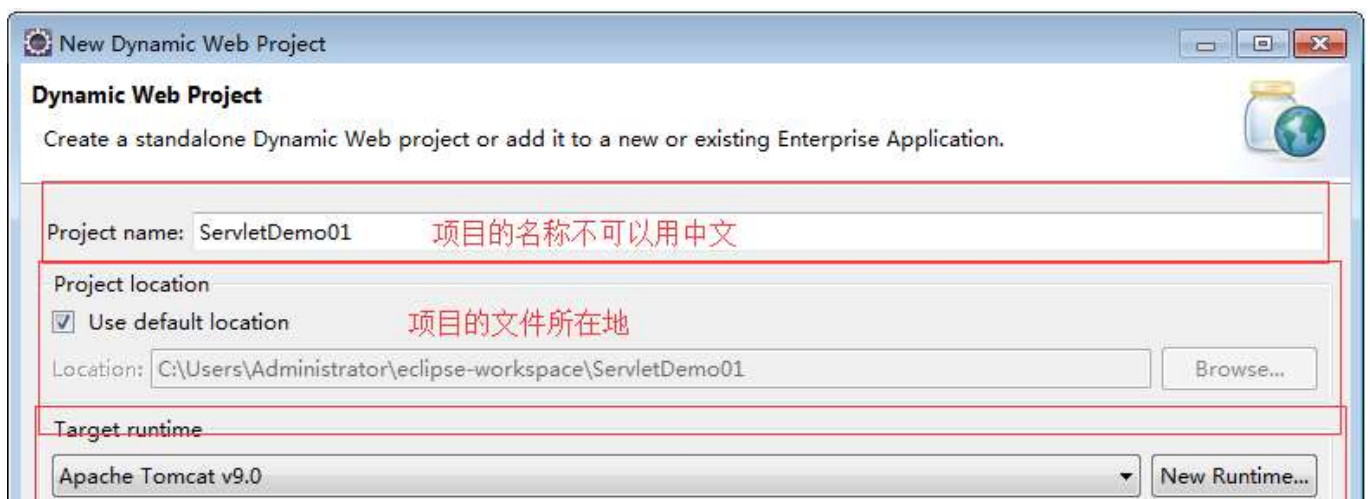 New Dynamic Web Project
Dynamic Web Project
Create a standalone Dynamic Web project or add it to a new or existing Enterprise Application.
Project name: ServletDemo01 项目的名称不可以用中文
Project location
Use default location 项目的文件所在地
Location: C:\Users\Administrator\eclipse-workspace\ServletDemo01 Browse...
Target runtime
Apache Tomcat v9.0 New Runtime...